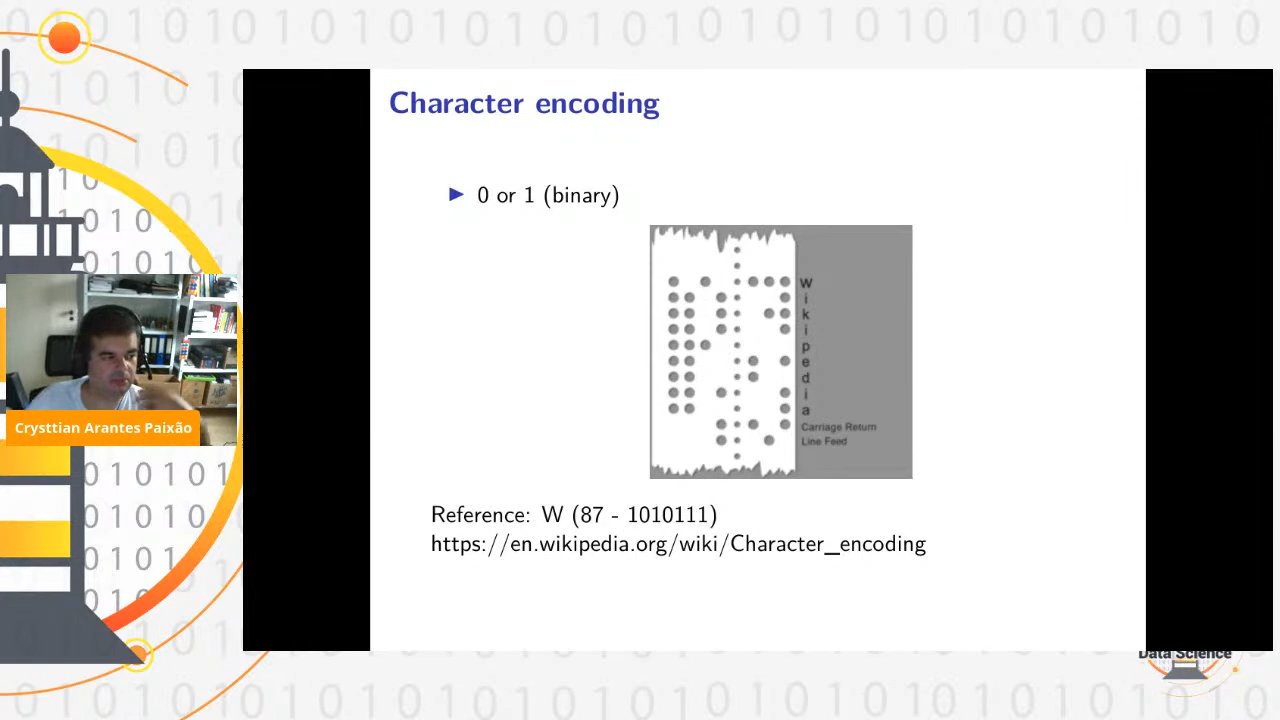 Character encoding
0 or 1 (binary)
W
i
k
i
p
e
d
i
a
Carriage Return
Line Feed
Reference: W (87 - 1010111)
https://en.wikipedia.org/wiki/Character_encoding
Crysttian Arantes Paixão
Data Science